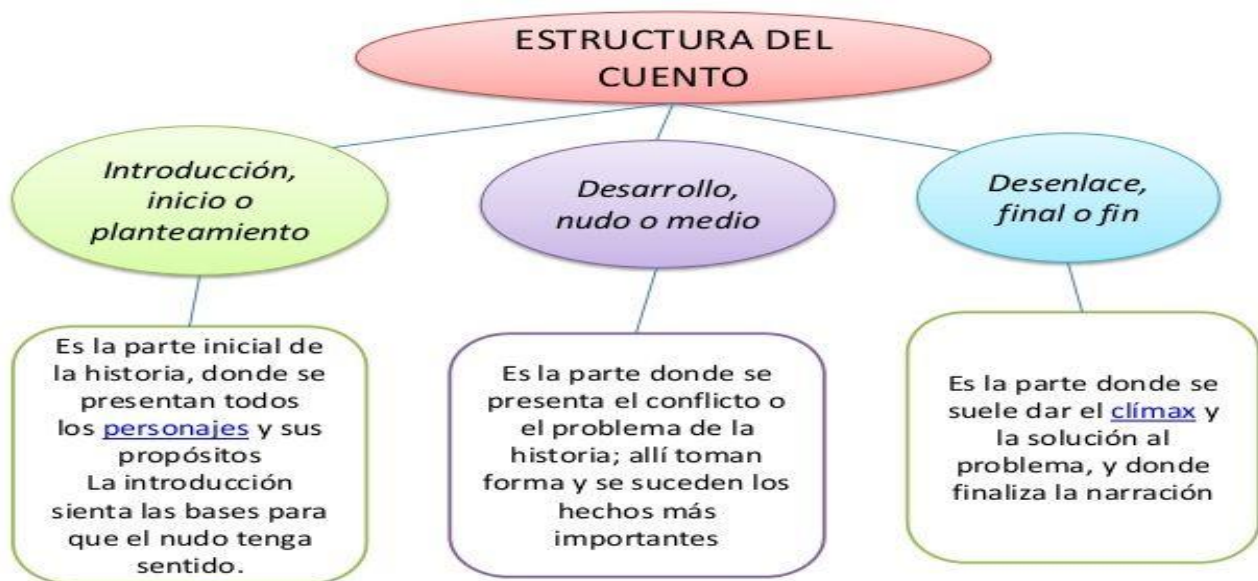 ESTRUCTURA DEL
CUENTO
Introducción,
inicio o
planteamiento
Desarrollo,
nudo o medio
Desenlace,
final o fin
Es la parte inicial de
la historia, donde se
presentan todos
los personajes y sus
propósitos
La introducción
sienta las bases para
que el nudo tenga
sentido.
Es la parte donde se
presenta el conflicto o
el problema de la
historia; allí toman
forma y se suceden los
hechos más
importantes
Es la parte donde se
suele dar el clímax y
la solución al
problema, y donde
finaliza la narración